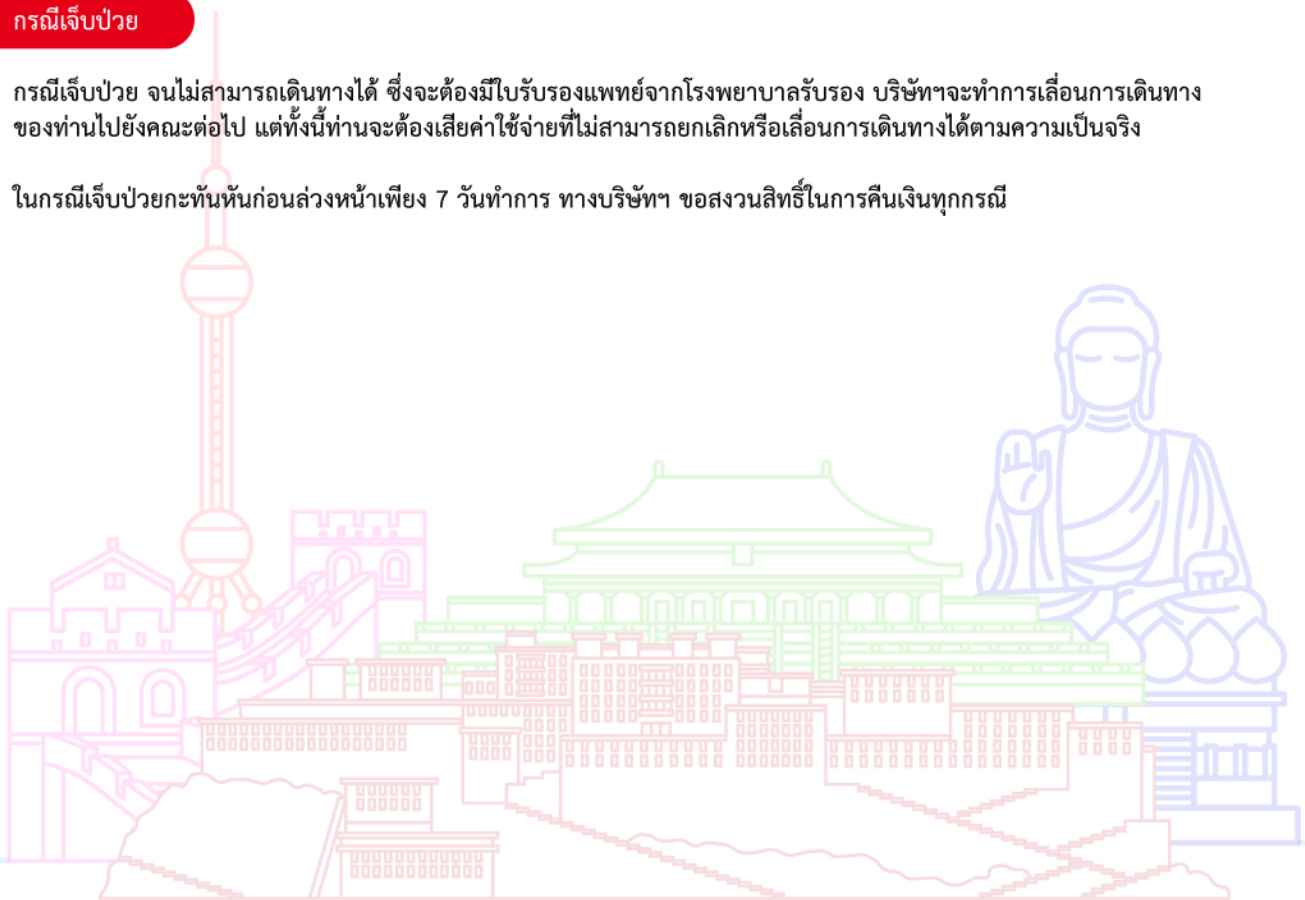 กรณีเจ็บป่วย
กรณีเจ็บป่วย จนไม่สามารถเดินทางได้ ซึ่งจะต้องมีใบรับรองแพทย์จากโรงพยาบาลรับรอง บริษัทฯจะทำการเลื่อนการเดินทาง
ของท่านไปยังคณะต่อไป แต่ทั้งนี้ท่านจะต้องเสียค่าใช้จ่ายที่ไม่สามารถยกเลิกหรือเลื่อนการเดินทางได้ตามความเป็นจริง
ในกรณีเจ็บป่วยกะทันหันก่อนล่วงหน้าเพียง 7 วันทำการ ทางบริษัทฯ ขอสงวนสิทธิ์ในการคืนเงินทุกกรณี